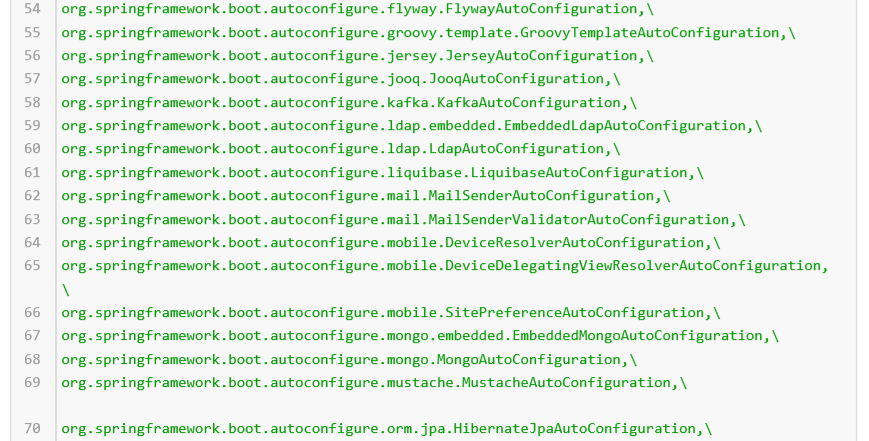 54 org.springframework.boot.autoconfigure.flyway.FlywayAutoConfiguration,\
55 org.springframework.boot.autoconfigure.groovy.template.GroovyTemplateAutoConfiguration,\
56 org.springframework.boot.autoconfigure.jersey.JerseyAutoConfiguration,\
57 org.springframework.boot.autoconfigure.jooq.JooqAutoConfiguration,\
58 org.springframework.boot.autoconfigure.kafka.KafkaAutoConfiguration,\
59 org.springframework.boot.autoconfigure.ldap.embedded.EmbeddedLdapAutoConfiguration,\
60 org.springframework.boot.autoconfigure.ldap.LdapAutoConfiguration,\
61 org.springframework.boot.autoconfigure.liquibase.LiquibaseAutoConfiguration,\
62 org.springframework.boot.autoconfigure.mail.MailSenderAutoConfiguration,\
63 org.springframework.boot.autoconfigure.mail.MailSenderValidatorAutoConfiguration,\
64 org.springframework.boot.autoconfigure.mobile.DeviceResolverAutoConfiguration,\
65 org.springframework.boot.autoconfigure.mobile.DeviceDelegatingViewResolverAutoConfiguration,
\
66 org.springframework.boot.autoconfigure.mobile.SitePreferenceAutoConfiguration,\
67 org.springframework.boot.autoconfigure.mongo.embedded.EmbeddedMongoAutoConfiguration,\
68 org.springframework.boot.autoconfigure.mongo.MongoAutoConfiguration,\
69 org.springframework.boot.autoconfigure.mustache.MustacheAutoConfiguration,\
70 org.springframework.boot.autoconfigure.orm.jpa.HibernateJpaAutoConfiguration,\